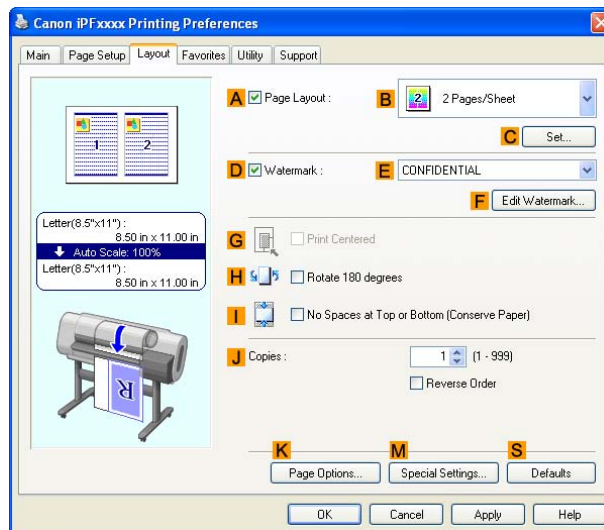 Canon iPFxxxx Printing Preferences
Main Page Setup Layout Favorites Utility Support
A Page Layout : B 2 2 Pages/Sheet
C Set...
1 2
D Watermark : E CONFIDENTIAL
F Edit Watermark...
Letter(8.5"x11") :
8.50 in x 11.00 in
Auto Scale: 100%
Letter(8.5"x11") :
8.50 in x 11.00 in
G Print Centered
H Rotate 180 degrees
I No Spaces at Top or Bottom (Conserve Paper)
R
J Copies : 1 (1 - 999)
Reverse Order
K M S
Page Options... Special Settings... Defaults
OK Cancel Apply Help